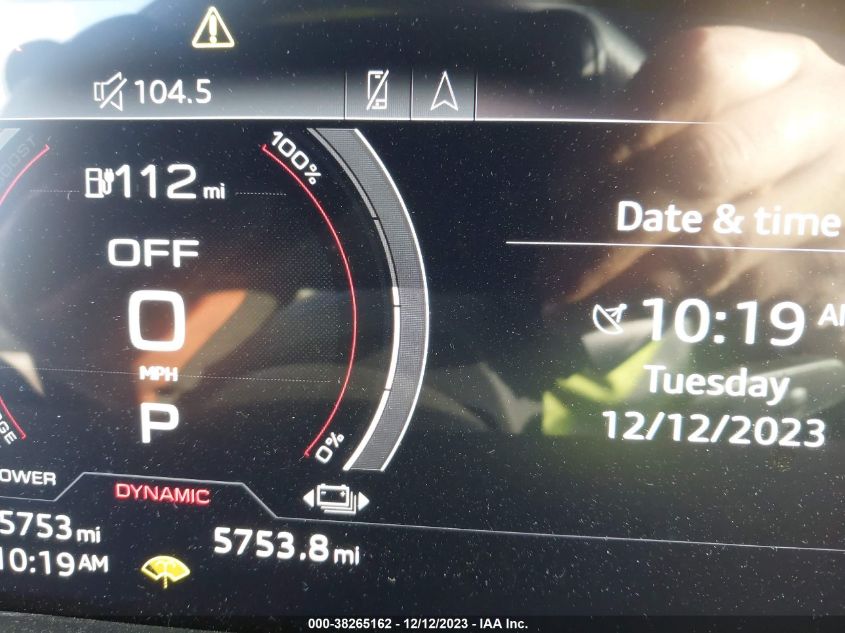 104.5
BOOST
100%
112 mi
OFF
0
MPH
P
0%
Date & time
10:19
Tuesday
12/12/2023
DYNAMIC
5753 mi
5753.8 mi
10:19 AM
000-38265162 - 12/12/2023 - IAA Inc.